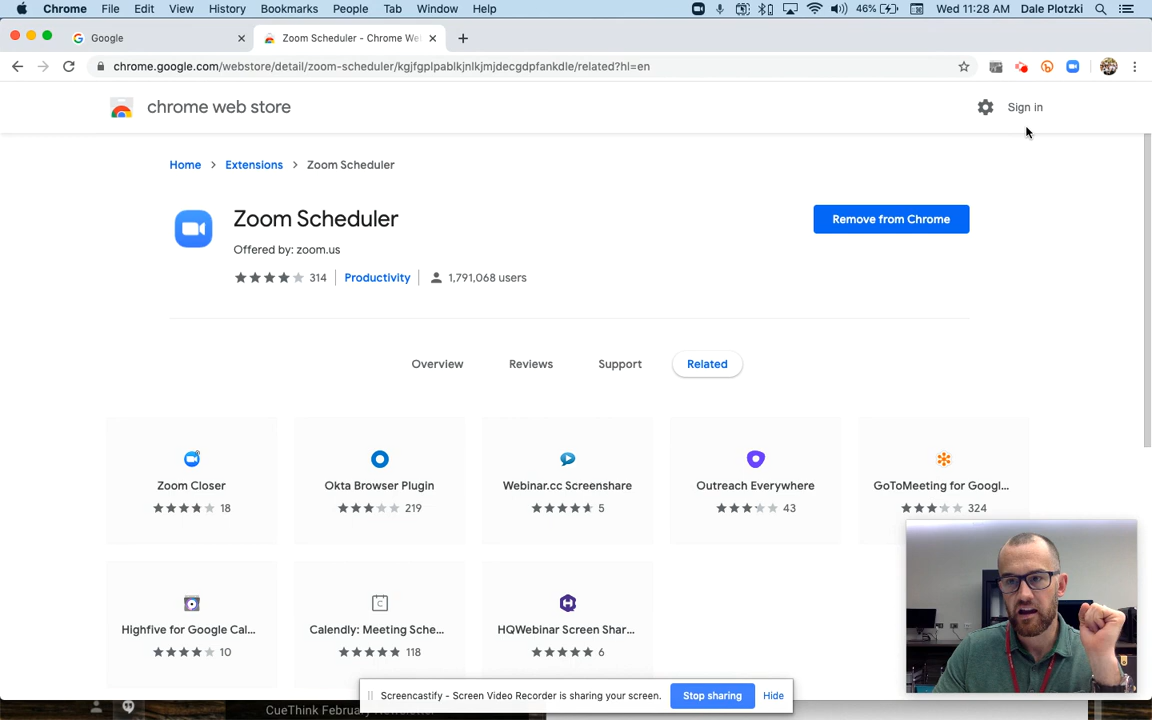 Chrome File Edit View History Bookmarks People Tab Window Help 46% Wed 11:28 AM Dale Plotzki
Google Zoom Scheduler - Chrome We
chrome.google.com/webstore/detail/zoom-scheduler/kgjfgplpablkjnlkjmjdecgdpfankdle/related?hl=en
chrome web store Sign in
Home > Extensions > Zoom Scheduler
Zoom Scheduler
Remove from Chrome
Offered by: zoom.us
314 Productivity 1,791,068 users
Overview Reviews Support Related
Zoom Closer Okta Browser Plugin Webinar.cc Screenshare Outreach Everywhere GoToMeeting for Googl...
18 219 5 43 324
Highfive for Google Cal... Calendly: Meeting Sche... HQWebinar Screen Shar...
10 118 6
Screencastify - Screen Video Recorder is sharing your screen. Stop sharing Hide
CueThink February Newsletter